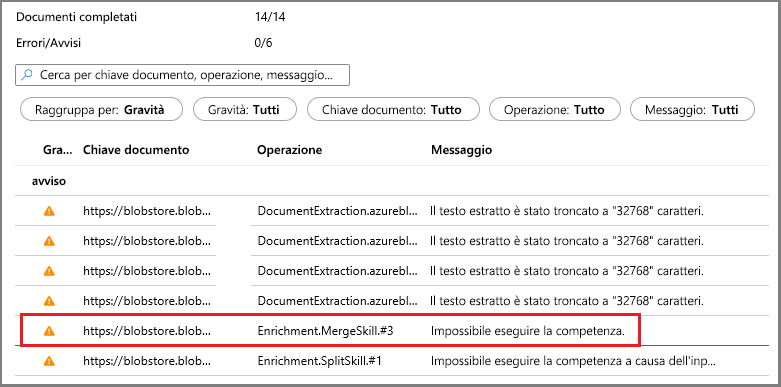 Documenti completati 14/14
Errori/Avvisi 0/6
Cerca per chiave documento, operazione, messaggio...
Raggruppa per: Gravità Gravità: Tutti Chiave documento: Tutto Operazione: Tutto Messaggio: Tutti
Gra... Chiave documento Operazione Messaggio
avviso
https://blobstore.blob... DocumentExtraction.azurebl... Il testo estratto è stato troncato a "32768" caratteri.
https://blobstore.blob... DocumentExtraction.azurebl... Il testo estratto è stato troncato a "32768" caratteri.
https://blobstore.blob... DocumentExtraction.azurebl... Il testo estratto è stato troncato a "32768" caratteri.
https://blobstore.blob... DocumentExtraction.azurebl... Il testo estratto è stato troncato a "32768" caratteri.
https://blobstore.blob... Enrichment.MergeSkill.#3 Impossibile eseguire la competenza.
https://blobstore.blob... Enrichment.SplitSkill.#1 Impossibile eseguire la competenza a causa dell'inp...